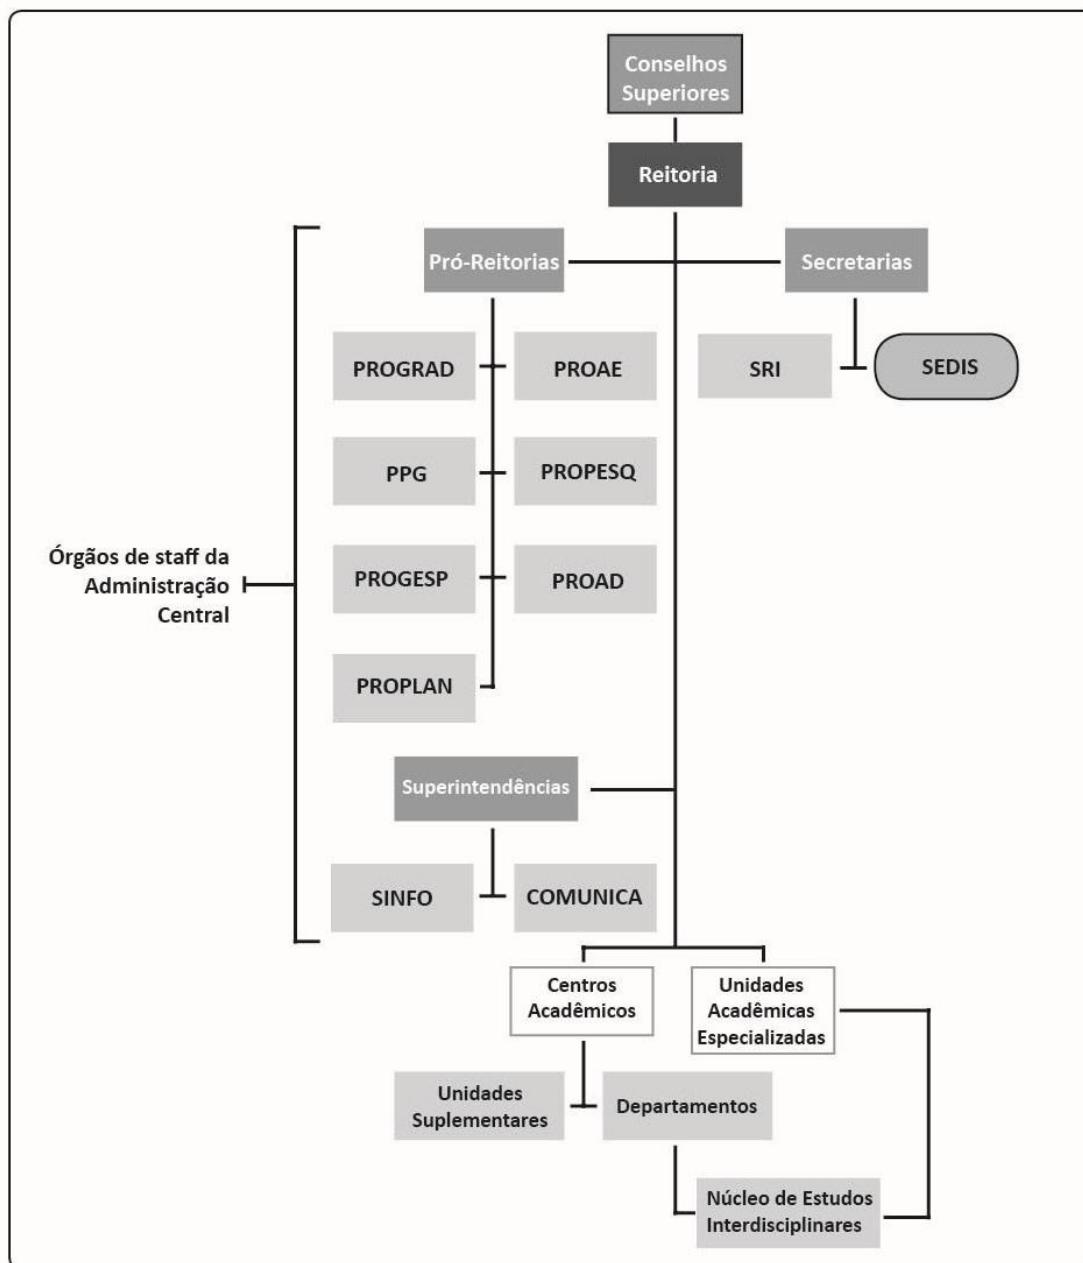 Conselhos
Superiores
Reitoria
Pró-Reitorias
Secretarias
PROGRAD
PROAE
SRI
SEDIS
PPG
PROPESQ
Órgãos de staff da
Administração
Central
PROGESP
PROAD
PROPLAN
Superintendências
SINFO
COMUNICA
Centros
Acadêmicos
Unidades
Acadêmicas
Especializadas
Unidades
Suplementares
Departamentos
Núcleo de Estudos
Interdisciplinares